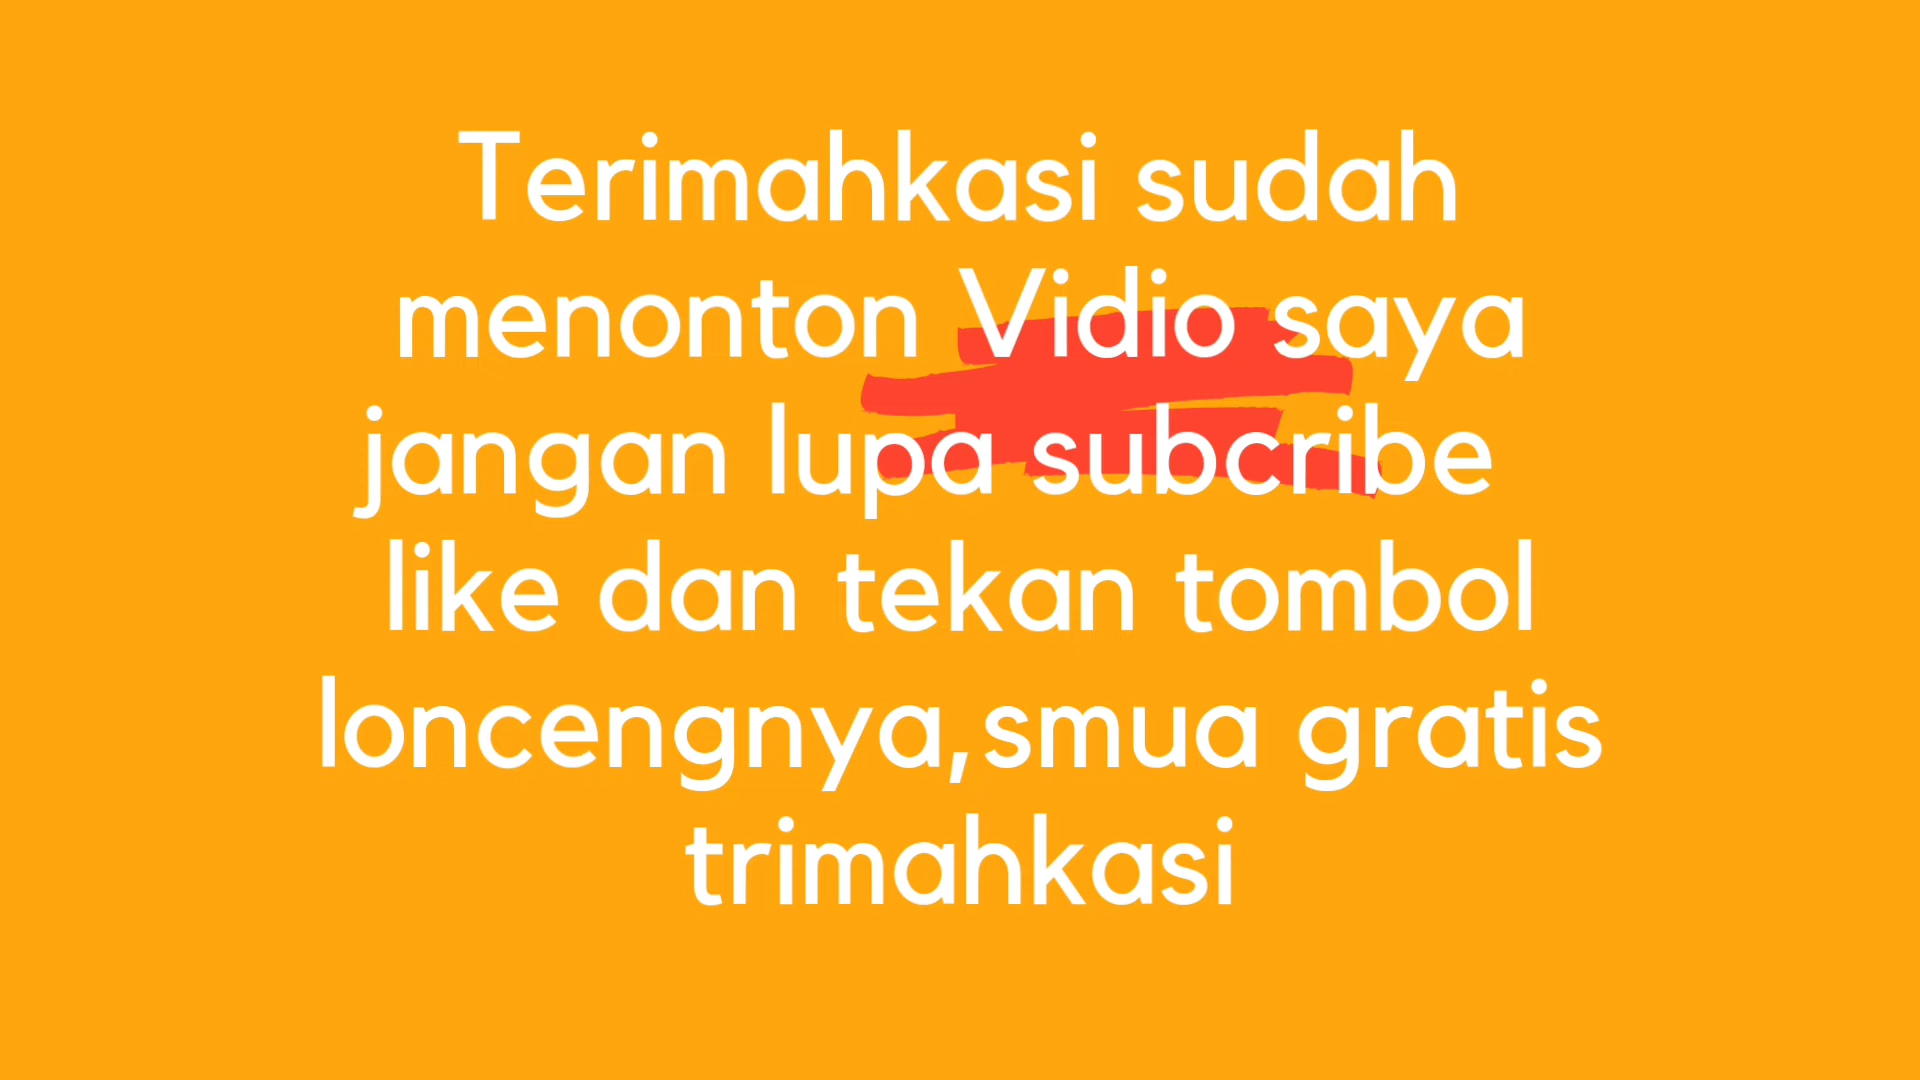 Terimahkasi sudah
menonton Vidio saya
jangan lupa subcribe
like dan tekan tombol
loncengnya,smua gratis
trimahkasi